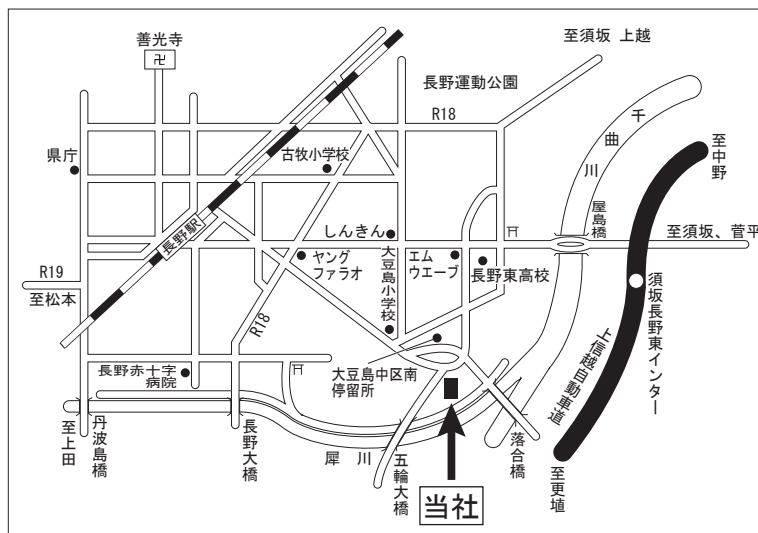 善光寺
卍
至須坂 上越
長野運動公園
千曲川
R18
県庁
古牧小学校
至中野
屋島橋
長野駅
しんきん
至須坂、菅平
ヤング
ファラオ
大豆島小学校
エム
ウエーブ
長野東高校
R19
至松本
R18
須坂長野東インター
上信越自動車道
長野赤十字
病院
大豆島中区南
停留所
至上田
丹波島橋
長野大橋
犀川
五輪大橋
落合橋
至更埴
当社